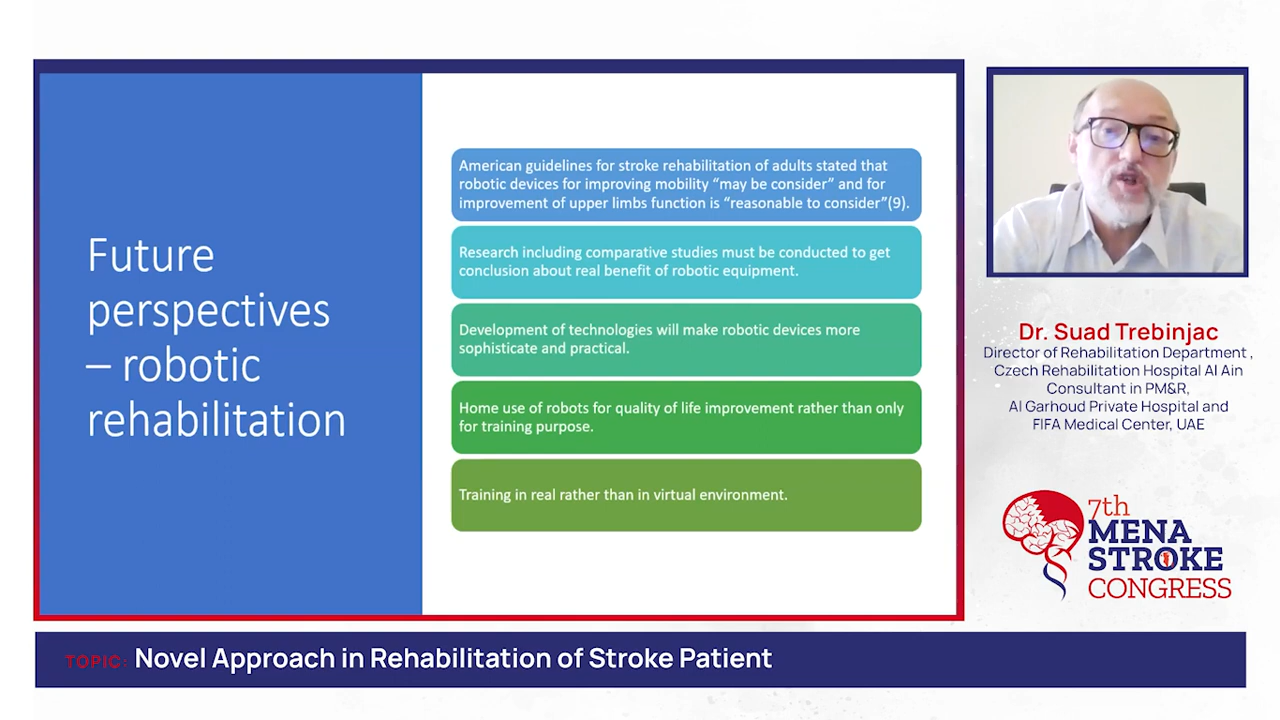 Future
perspectives
– robotic
rehabilitation
American guidelines for stroke rehabilitation of adults stated that
robotic devices for improving mobility “may be consider” and for
improvement of upper limbs function is “reasonable to consider”(9).
Research including comparative studies must be conducted to get
conclusion about real benefit of robotic equipment.
Development of technologies will make robotic devices more
sophisticate and practical.
Home use of robots for quality of life improvement rather than only
for training purpose.
Training in real rather than in virtual environment.
Dr. Suad Trebinjac
Director of Rehabilitation Department ,
Czech Rehabilitation Hospital Al Ain
Consultant in PM&R,
Al Garhoud Private Hospital and
FIFA Medical Center, UAE
7th
MENA
STROKE
CONGRESS
TOPIC: Novel Approach in Rehabilitation of Stroke Patient